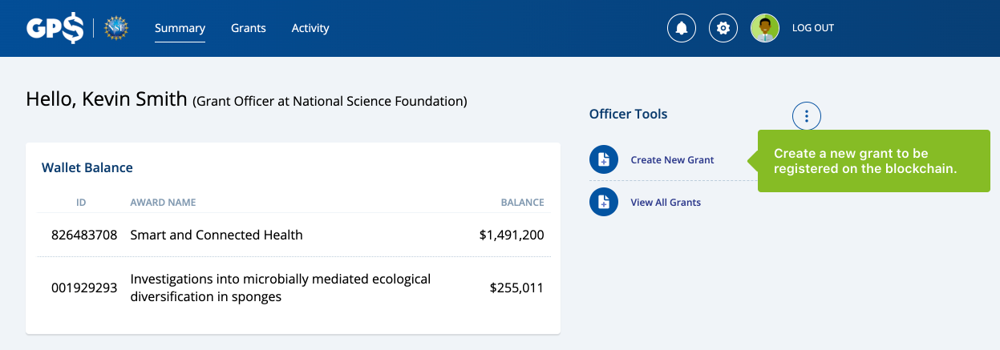 GP$ NSF Summary Grants Activity LOG OUT
Hello, Kevin Smith (Grant Officer at National Science Foundation)
Officer Tools
Create New Grant
Create a new grant to be
registered on the blockchain.
View All Grants
Wallet Balance
ID AWARD NAME BALANCE
826483708 Smart and Connected Health $1,491,200
001929293 Investigations into microbially mediated ecological
diversification in sponges $255,011